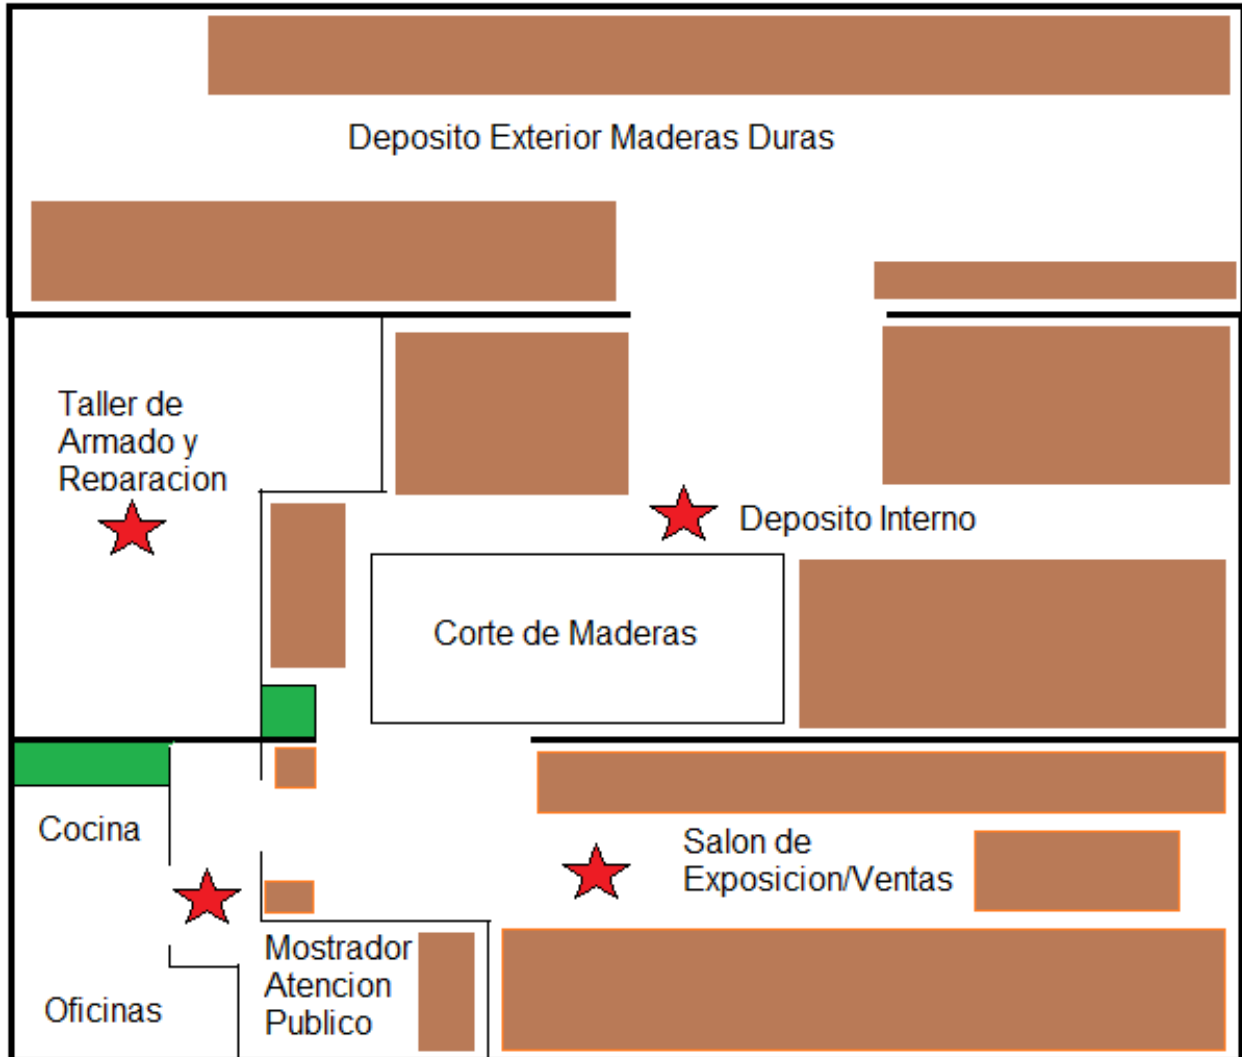 Deposito Exterior Maderas Duras
Taller de
Armado y
Reparacion
Deposito Interno
Corte de Maderas
Cocina
Salon de
Exposicion/Ventas
Mostrador
Atencion
Publico
Oficinas